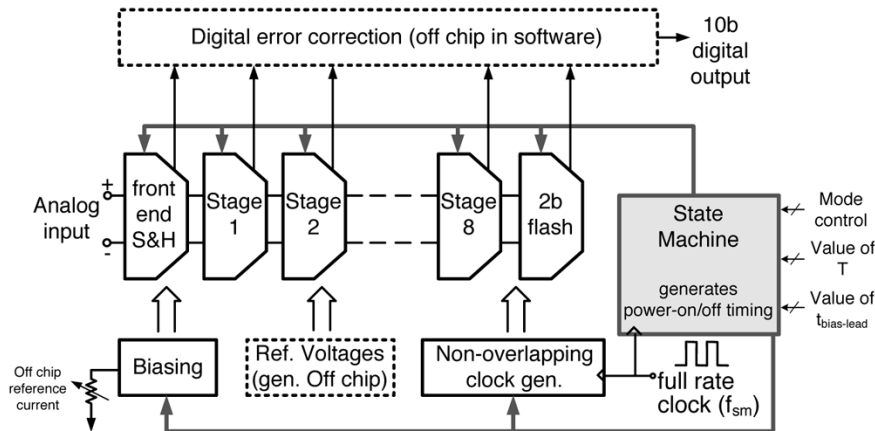 Digital error correction (off chip in software)
10b
digital
output
Analog
input
+
-
front
end
S&H
Stage
1
Stage
2
Stage
8
2b
flash
State
Machine
generates
power-on/off timing
Mode
control
Value of
T
Value of
tbias-lead
Off chip
reference
current
Biasing
Ref. Voltages
(gen. Off chip)
Non-overlapping
clock gen.
full rate
clock (fsm)